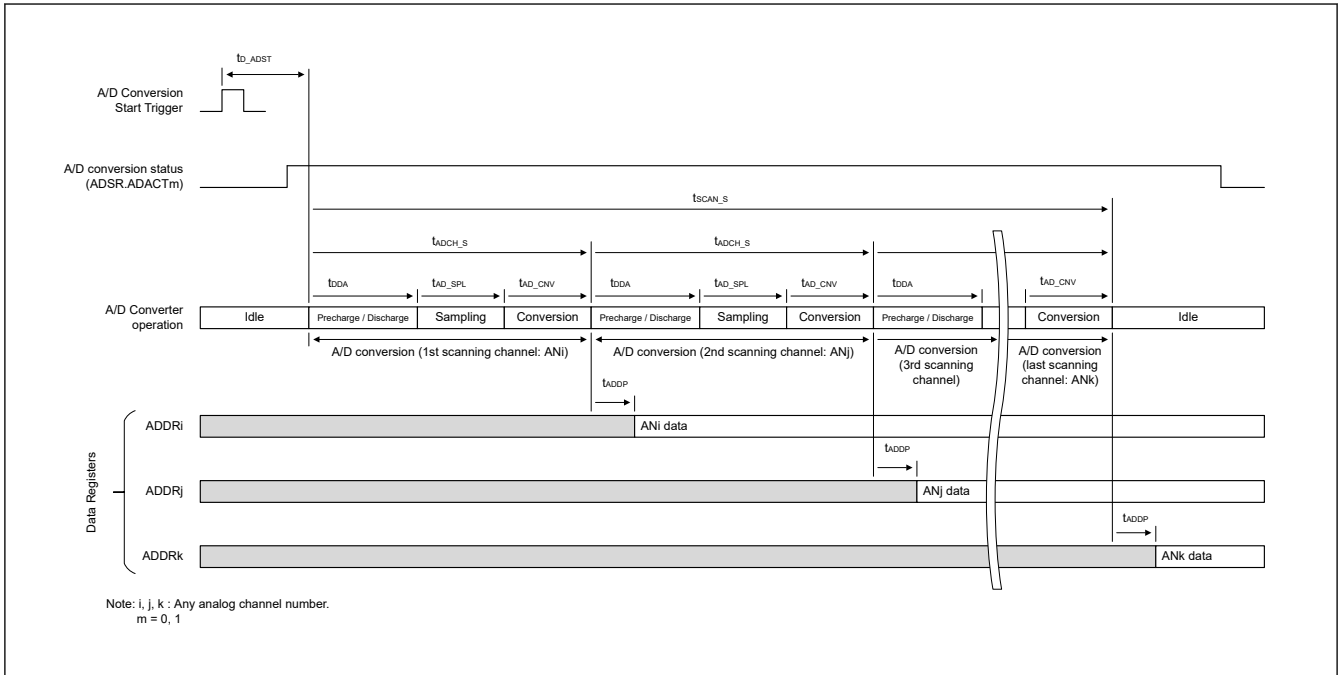 tD_ADST
A/D Conversion
Start Trigger
A/D conversion status
(ADSR.ADACTm)
tSCAN_S
tADCH_S tADCH_S
tDDA tAD_SPL tAD_CNV tDDA tAD_SPL tAD_CNV tDDA tAD_CNV
A/D Converter
operation
Idle Precharge / Discharge Sampling Conversion Precharge / Discharge Sampling Conversion Precharge / Discharge Conversion Idle
A/D conversion (1st scanning channel: ANi) A/D conversion (2nd scanning channel: ANj)
A/D conversion
(3rd scanning
channel)
A/D conversion
(last scanning
channel: ANk)
tADDP
Data Registers
ADDRi ANi data
tADDP
ADDRj ANj data
tADDP
ADDRk ANk data
Note: i, j, k : Any analog channel number.
m = 0, 1